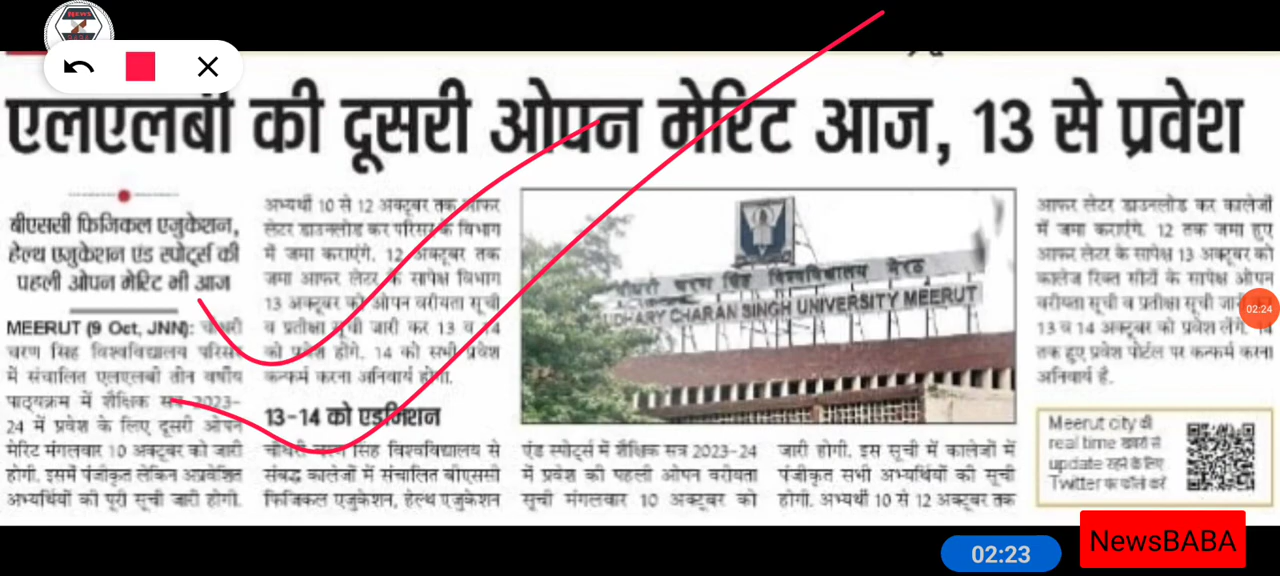 NEWS
एलएलबी की दूसरी ओपन मेरिट आज, 13 से प्रवेश
बीएससी फिजिकल एजुकेशन,
हेल्थ एजुकेशन एंड स्पोर्ट्स की
पहली ओपन मेरिट भी आज
MEERUT (9 Oct, JNN): चौधरी
चरण सिंह विश्वविद्यालय परिसर
में संचालित एलएलबी तीन वर्षीय
पाठ्यक्रम में शैक्षिक सत्र 2023-
24 में प्रवेश के लिए दूसरी ओपन
मेरिट मंगलवार 10 अक्टूबर को जारी
होगी. इसमें पंजीकृत लेकिन अप्रवेशित
अभ्यर्थियों की पूरी सूची जारी होगी.
अभ्यर्थी 10 से 12 अक्टूबर तक आफर
लेटर डाउनलोड कर परिसर के विभाग
में जमा कराएंगे. 12 अक्टूबर तक
जमा आफर लेटर के सापेक्ष विभाग
13 अक्टूबर को ओपन वरीयता सूची
व प्रतीक्षा सूची जारी कर 13 व 14
को प्रवेश होंगे. 14 को सभी प्रवेश
कन्फर्म करना अनिवार्य होगा.
13-14 को एडमिशन
चौधरी चरण सिंह विश्वविद्यालय से
संबद्ध कालेजों में संचालित बीएससी
फिजिकल एजुकेशन, हेल्थ एजुकेशन
चौधरी चरण सिंह विश्वविद्यालय मेरठ
CHARAN SINGH UNIVERSITY MEERUT
एंड स्पोर्ट्स में शैक्षिक सत्र 2023-24
में प्रवेश की पहली ओपन वरीयता
सूची मंगलवार 10 अक्टूबर को
जारी होगी. इस सूची में कालेजों में
पंजीकृत सभी अभ्यर्थियों की सूची
होगी. अभ्यर्थी 10 से 12 अक्टूबर तक
आफर लेटर डाउनलोड कर कालेजों
में जमा कराएंगे. 12 तक जमा हुए
आफर लेटर के सापेक्ष 13 अक्टूबर को
कालेज रिक्त सीटों के सापेक्ष ओपन
वरीयता सूची व प्रतीक्षा सूची जारी
13 व 14 अक्टूबर को प्रवेश लेंगे. 14
तक हुए प्रवेश पोर्टल पर कन्फर्म करना
अनिवार्य है.
02:24
Meerut city की
real time खबरों से
update रहने के लिए
Twitter पर फॉलो करें
02:23
NewsBABA